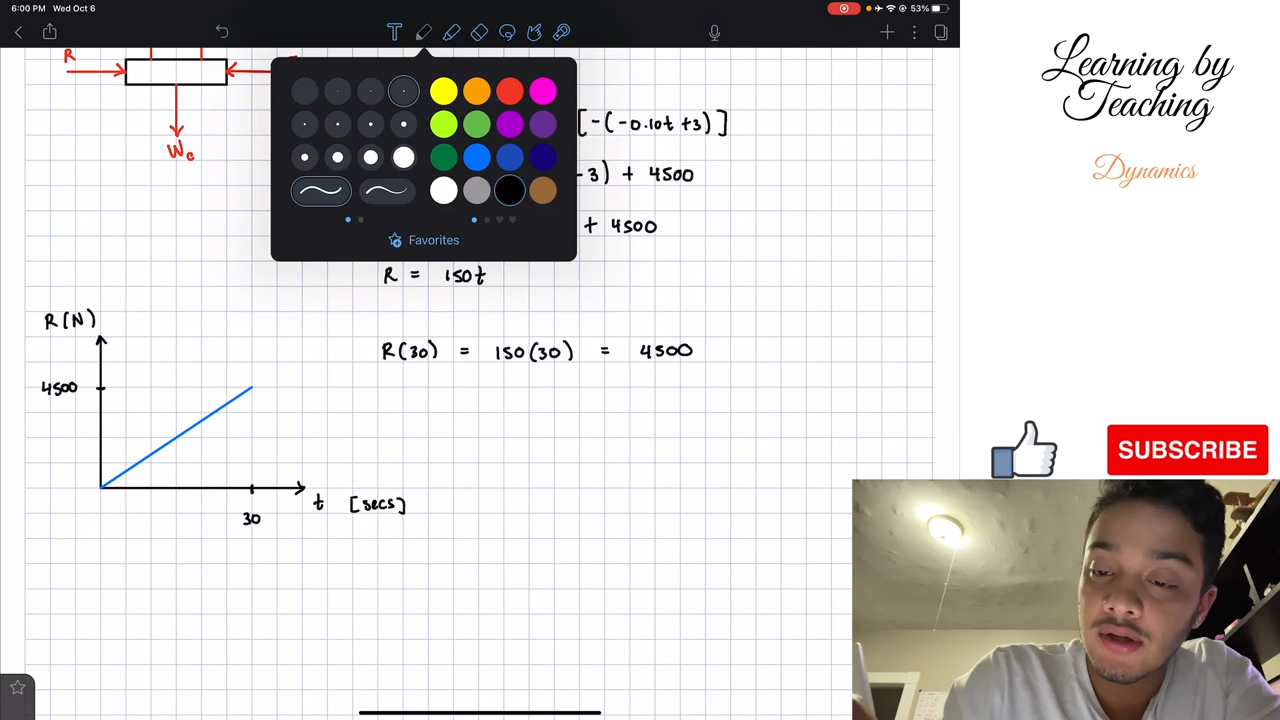 6:00 PM Wed Oct 6
53%
T
R
Wc
[-(-0.10t +3)]
-3) + 4500
+ 4500
Favorites
R = 150t
R(N)
R(30) = 150(30) = 4500
4500
t [secs]
30
Learning by
Teaching
Dynamics
SUBSCRIBE